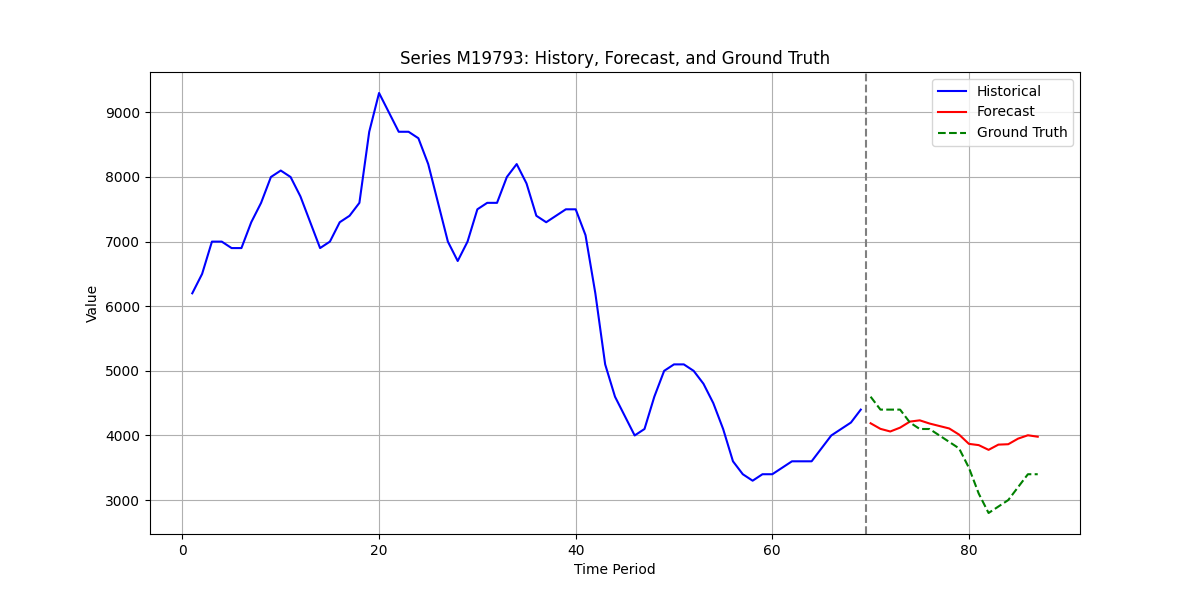 Series M19793: History, Forecast, and Ground Truth
Historical
Forecast
Ground Truth
9000
8000
7000
6000
5000
4000
3000
Value
0 20 40 60 80
Time Period